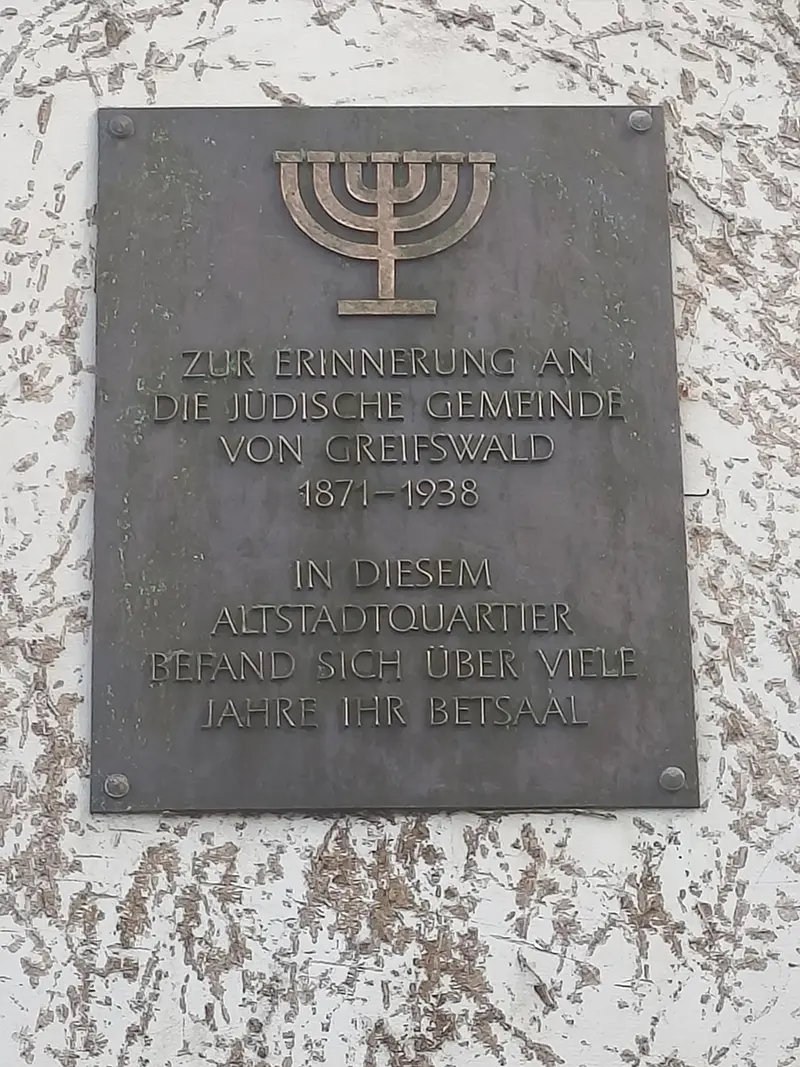 ZUR ERINNERUNG AN
DIE JÜDISCHE GEMEINDE
VON GREIFSWALD
1871–1938
IN DIESEM
ALTSTADTQUARTIER
BEFAND SICH ÜBER VIELE
JAHRE IHR BETSAAL